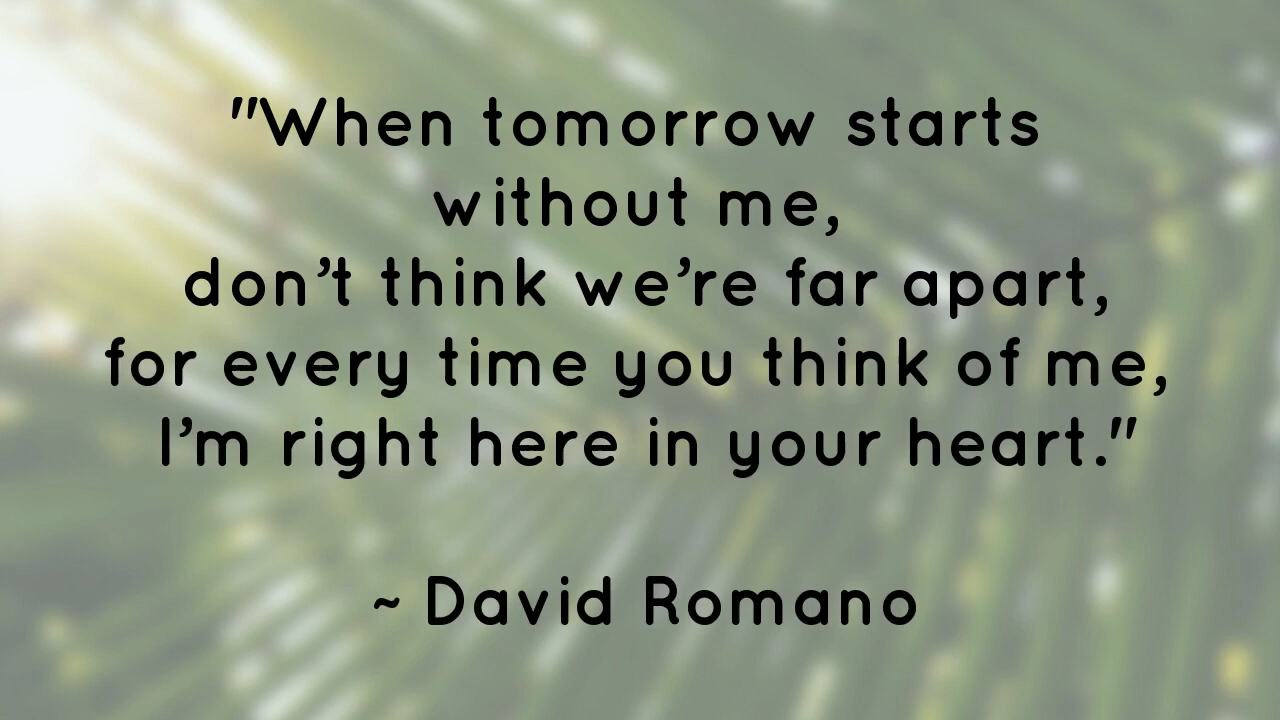 "When tomorrow starts
without me,
don’t think we’re far apart,
for every time you think of me,
I’m right here in your heart."
~ David Romano